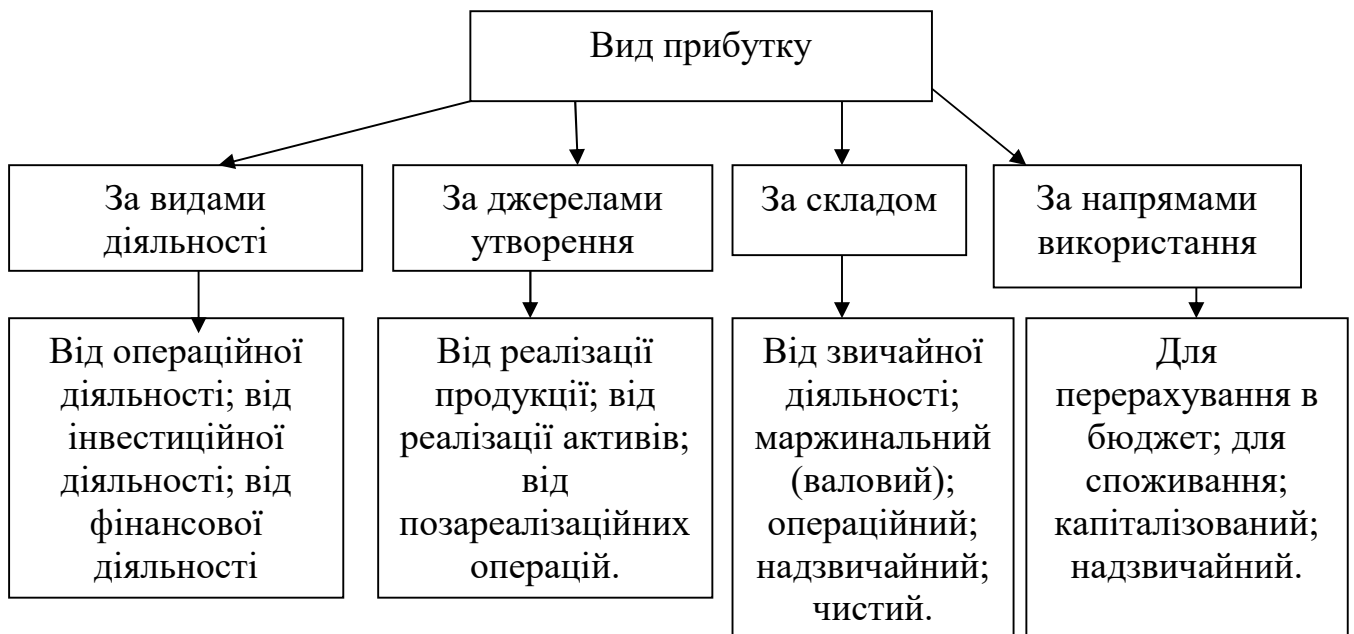 Вид прибутку
За видами
діяльності
За джерелами
утворення
За складом
За напрямами
використання
Від операційної
діяльності; від
інвестиційної
діяльності; від
фінансової
діяльності
Від реалізації
продукції; від
реалізації активів;
від
позареалізаційних
операцій.
Від звичайної
діяльності;
маржинальний
(валовий);
операційний;
надзвичайний;
чистий.
Для
перерахування в
бюджет; для
споживання;
капіталізований;
надзвичайний.